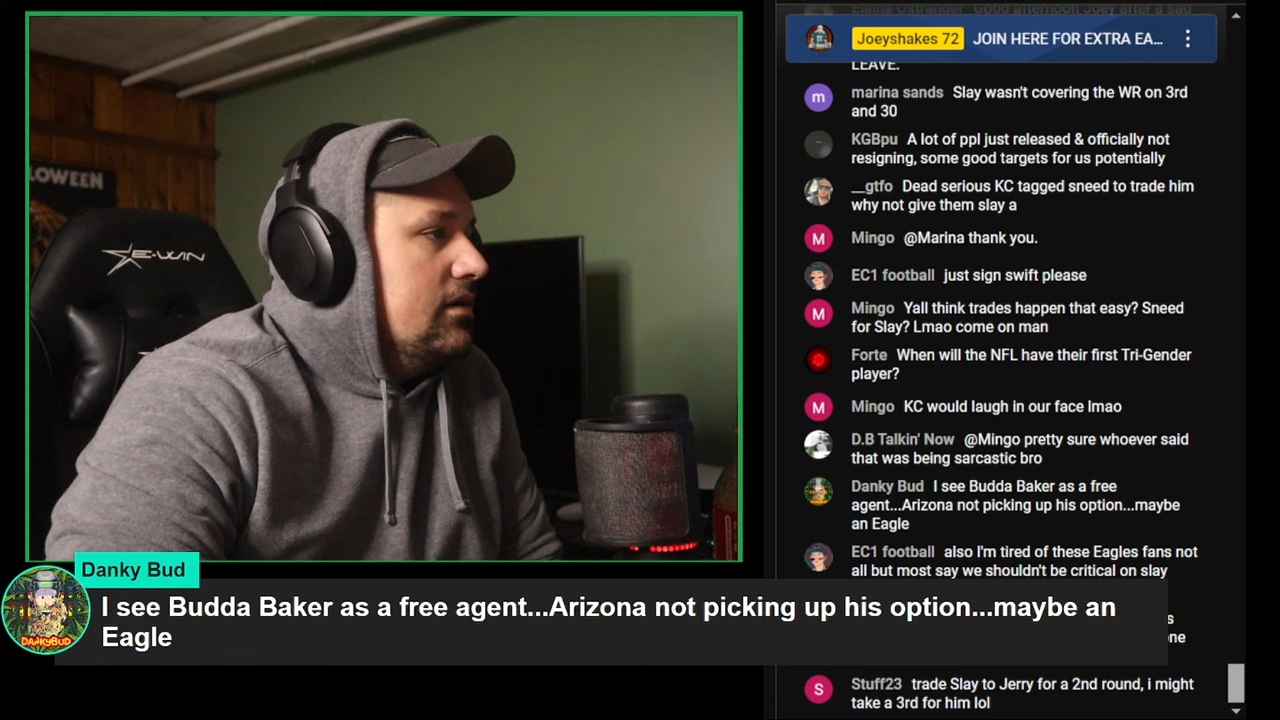 LOWEEN
E-WIN
Elaine Ostrander Good afternoon Joey after a sad
Joeyshakes 72 JOIN HERE FOR EXTRA EA...
LEAVE.
m
marina sands Slay wasn't covering the WR on 3rd
and 30
KGBpu A lot of ppl just released & officially not
resigning, some good targets for us potentially
__gtfo Dead serious KC tagged sneed to trade him
why not give them slay a
M
Mingo @Marina thank you.
EC1 football just sign swift please
M
Mingo Yall think trades happen that easy? Sneed
for Slay? Lmao come on man
Forte When will the NFL have their first Tri-Gender
player?
M
Mingo KC would laugh in our face lmao
D.B Talkin' Now @Mingo pretty sure whoever said
that was being sarcastic bro
Danky Bud I see Budda Baker as a free
agent...Arizona not picking up his option...maybe
an Eagle
EC1 football also I'm tired of these Eagles fans not
all but most say we shouldn't be critical on slay
S
Stuff23 trade Slay to Jerry for a 2nd round, i might
take a 3rd for him lol
Danky Bud
DANKYBUD
I see Budda Baker as a free agent...Arizona not picking up his option...maybe an
Eagle